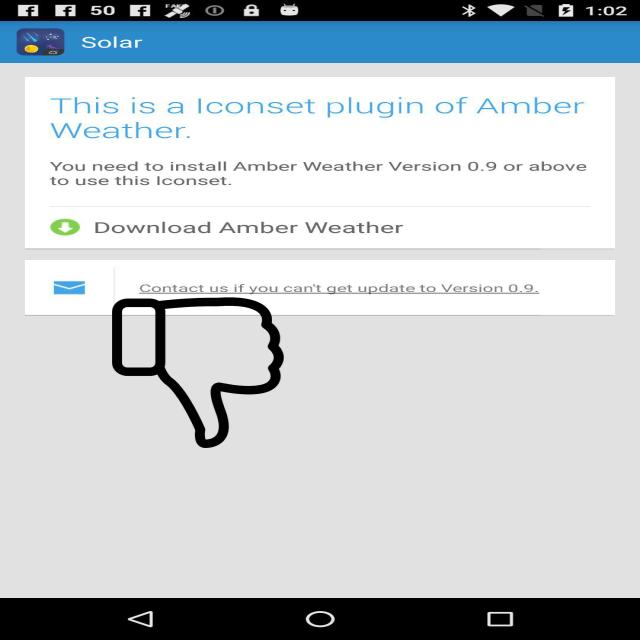 50 1:02
Solar
This is a Iconset plugin of Amber
Weather.
You need to install Amber Weather Version 0.9 or above
to use this Iconset.
Download Amber Weather
Contact us if you can't get update to Version 0.9.